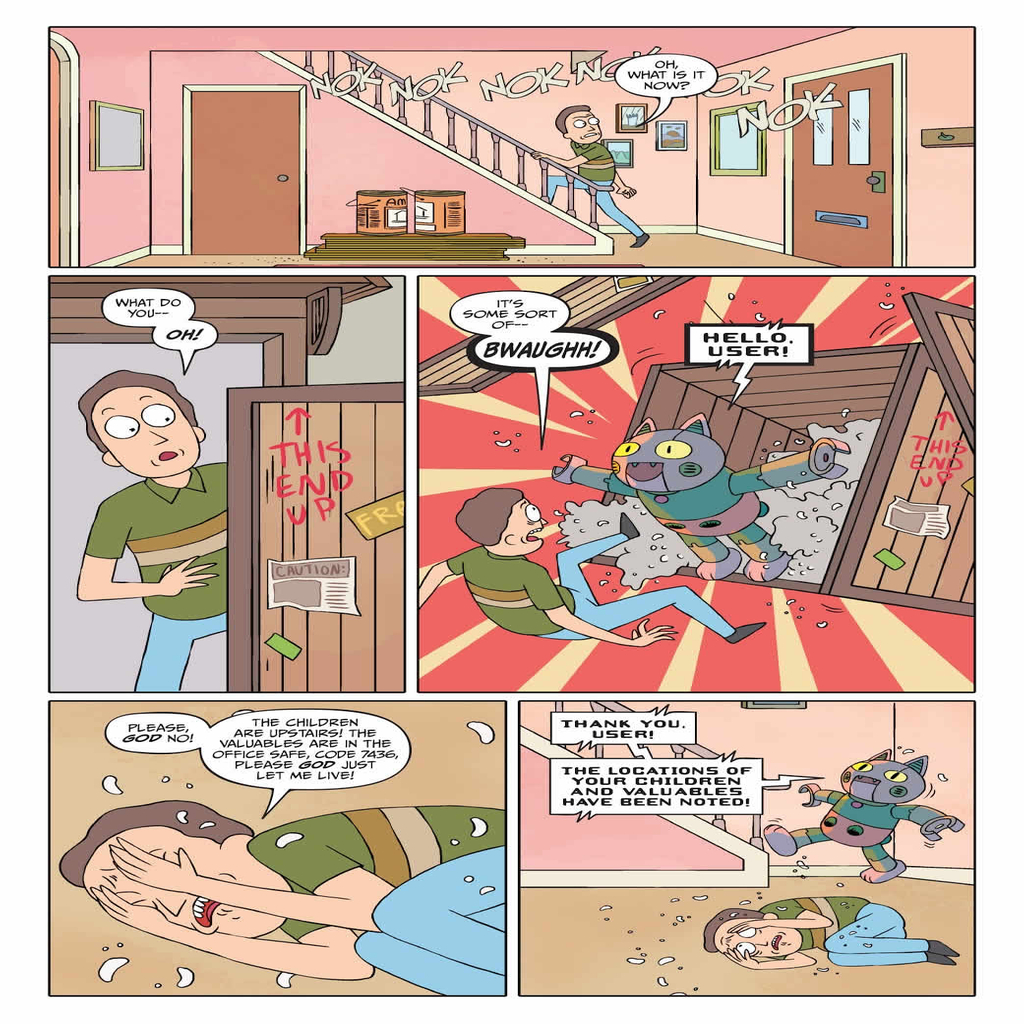 NOK NOK NOK NOK NOK NOK
OH,
WHAT IS IT
NOW?
AM
WHAT DO
YOU--
OH!
↑
THIS
END
UP
FRA
CAUTION:
IT'S
SOME SORT
OF--
BWAUGHH!
HELLO,
USER!
↑
THIS
END
UP
PLEASE,
GOD NO!
THE CHILDREN
ARE UPSTAIRS! THE
VALUABLES ARE IN THE
OFFICE SAFE, CODE 7436,
PLEASE GOD JUST
LET ME LIVE!
THANK YOU,
USER!
THE LOCATIONS OF
YOUR CHILDREN
AND VALUABLES
HAVE BEEN NOTED!